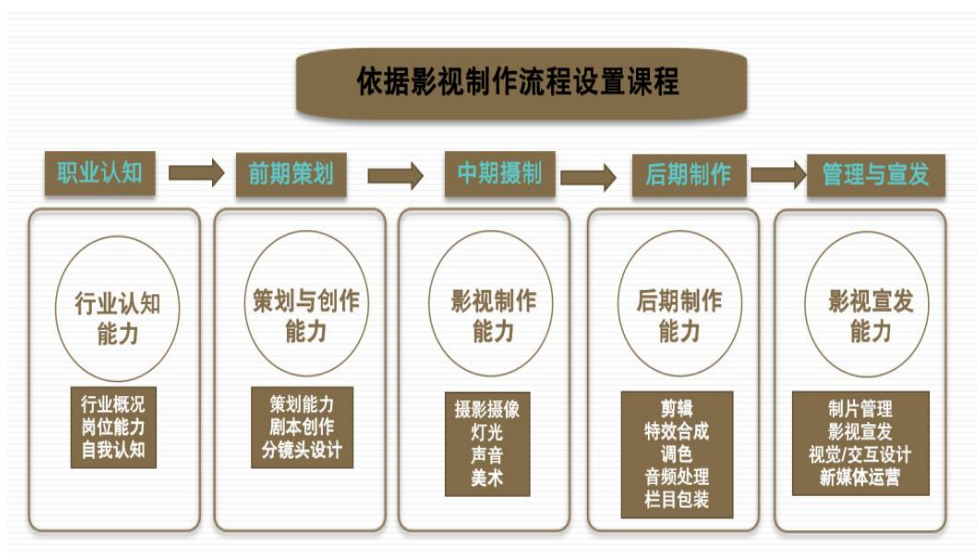 依据影视制作流程设置课程
职业认知
前期策划
中期摄制
后期制作
管理与宣发
行业认知
能力
行业概况
岗位能力
自我认知
策划与创作
能力
策划能力
剧本创作
分镜头设计
影视制作
能力
摄影摄像
灯光
声音
美术
后期制作
能力
剪辑
特效合成
调色
音频处理
栏目包装
影视宣发
能力
制片管理
影视宣发
视觉/交互设计
新媒体运营